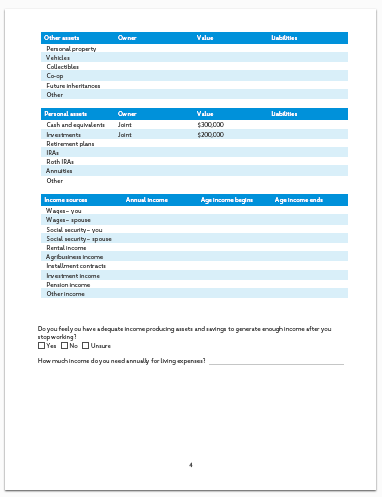 Other assets Owner Value Liabilities
Personal property
Vehicles
Collectibles
Co-op
Future inheritances
Other
Personal assets Owner Value Liabilities
Cash and equivalents Joint $300,000
Investments Joint $200,000
Retirement plans
IRAs
Roth IRAs
Annuities
Other
Income sources Annual income Age income begins Age income ends
Wages– you
Wages– spouse
Social security– you
Social security– spouse
Rental income
Agribusiness income
Installment contracts
Investment income
Pension income
Other income
Do you feel you have adequate income producing assets and savings to generate enough income after you
stop working?
Yes No Unsure
How much income do you need annually for living expenses?
4